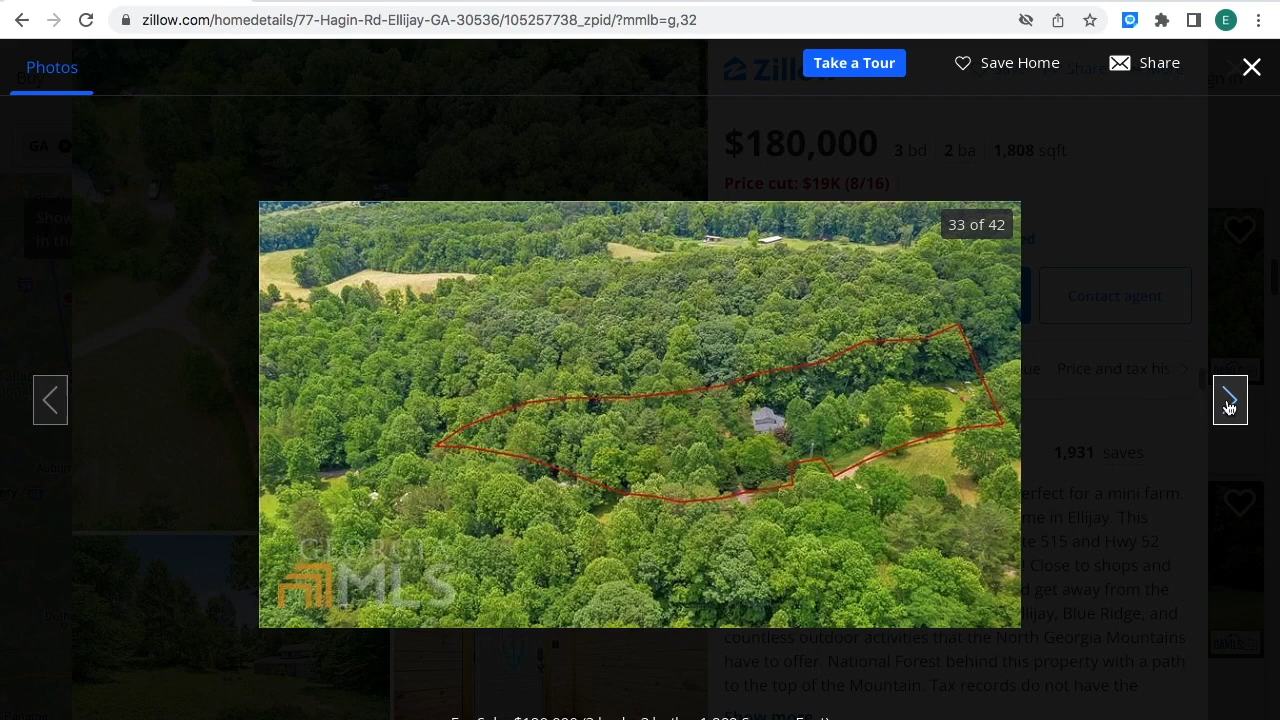 zillow.com/homedetails/77-Hagin-Rd-Ellijay-GA-30536/105257738_zpid/?mmlb=g,32
E
Photos
Take a Tour
Save Home
Share
Zillow
GA
$180,000 3 bd 2 ba 1,808 sqft
Price cut: $19K (8/16)
33 of 42
Show
in th
Contact agent
Price and tax his
1,931 saves
erfect for a mini farm.
me in Ellijay. This
te 515 and Hwy 52
! Close to shops and
d get away from the
llijay, Blue Ridge, and
countless outdoor activities that the North Georgia Mountains
have to offer. National Forest behind this property with a path
to the top of the Mountain. Tax records do not have the
GEORGIA
MLS